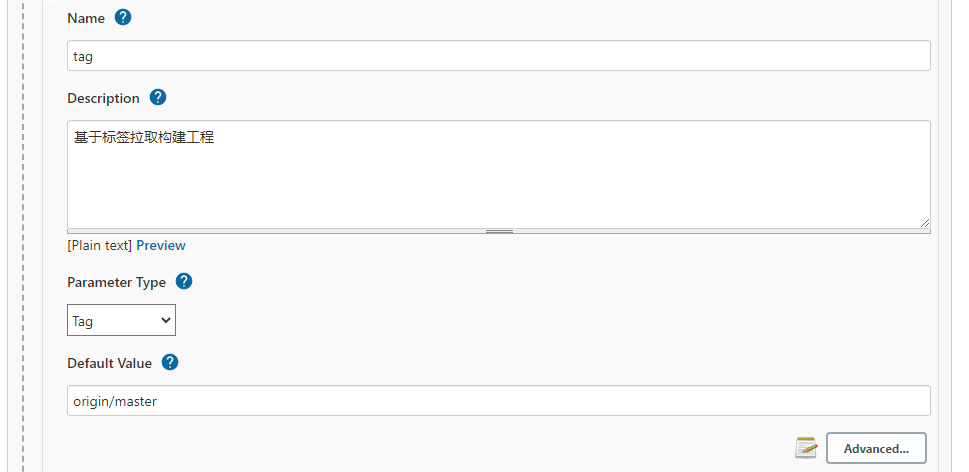 Name
tag
Description
基于标签拉取构建工程
[Plain text] Preview
Parameter Type
Tag
Default Value
origin/master
Advanced...